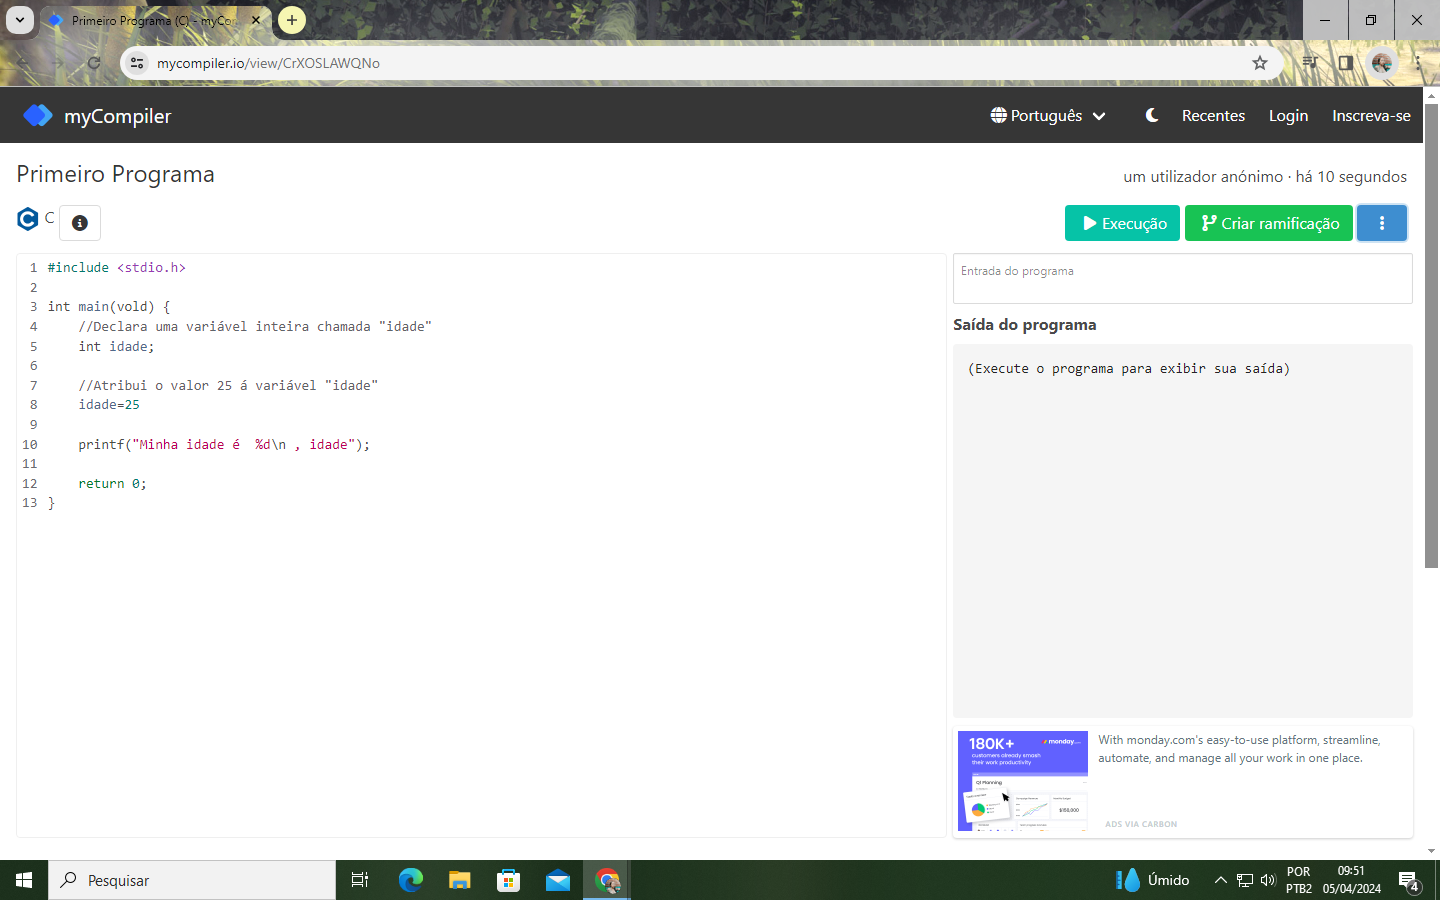 Primeiro Programa (C) - myCom
mycompiler.io/view/CrXOSLAWQNo
myCompiler
Português
Recentes
Login
Inscreva-se
Primeiro Programa
um utilizador anónimo · há 10 segundos
C
Execução
Criar ramificação
1 #include <stdio.h>
2
3 int main(vold) {
4 //Declara uma variável inteira chamada "idade"
5 int idade;
6
7 //Atribui o valor 25 á variável "idade"
8 idade=25
9
10 printf("Minha idade é  %d\n , idade");
11
12 return 0;
13 }
Entrada do programa
Saída do programa
(Execute o programa para exibir sua saída)
180K+
monday.com
customers already smash
their work productivity
Q3 Planning
$150,000
With monday.com's easy-to-use platform, streamline,
automate, and manage all your work in one place.
ADS VIA CARBON
Pesquisar
Úmido
POR
PTB2
09:51
05/04/2024
4